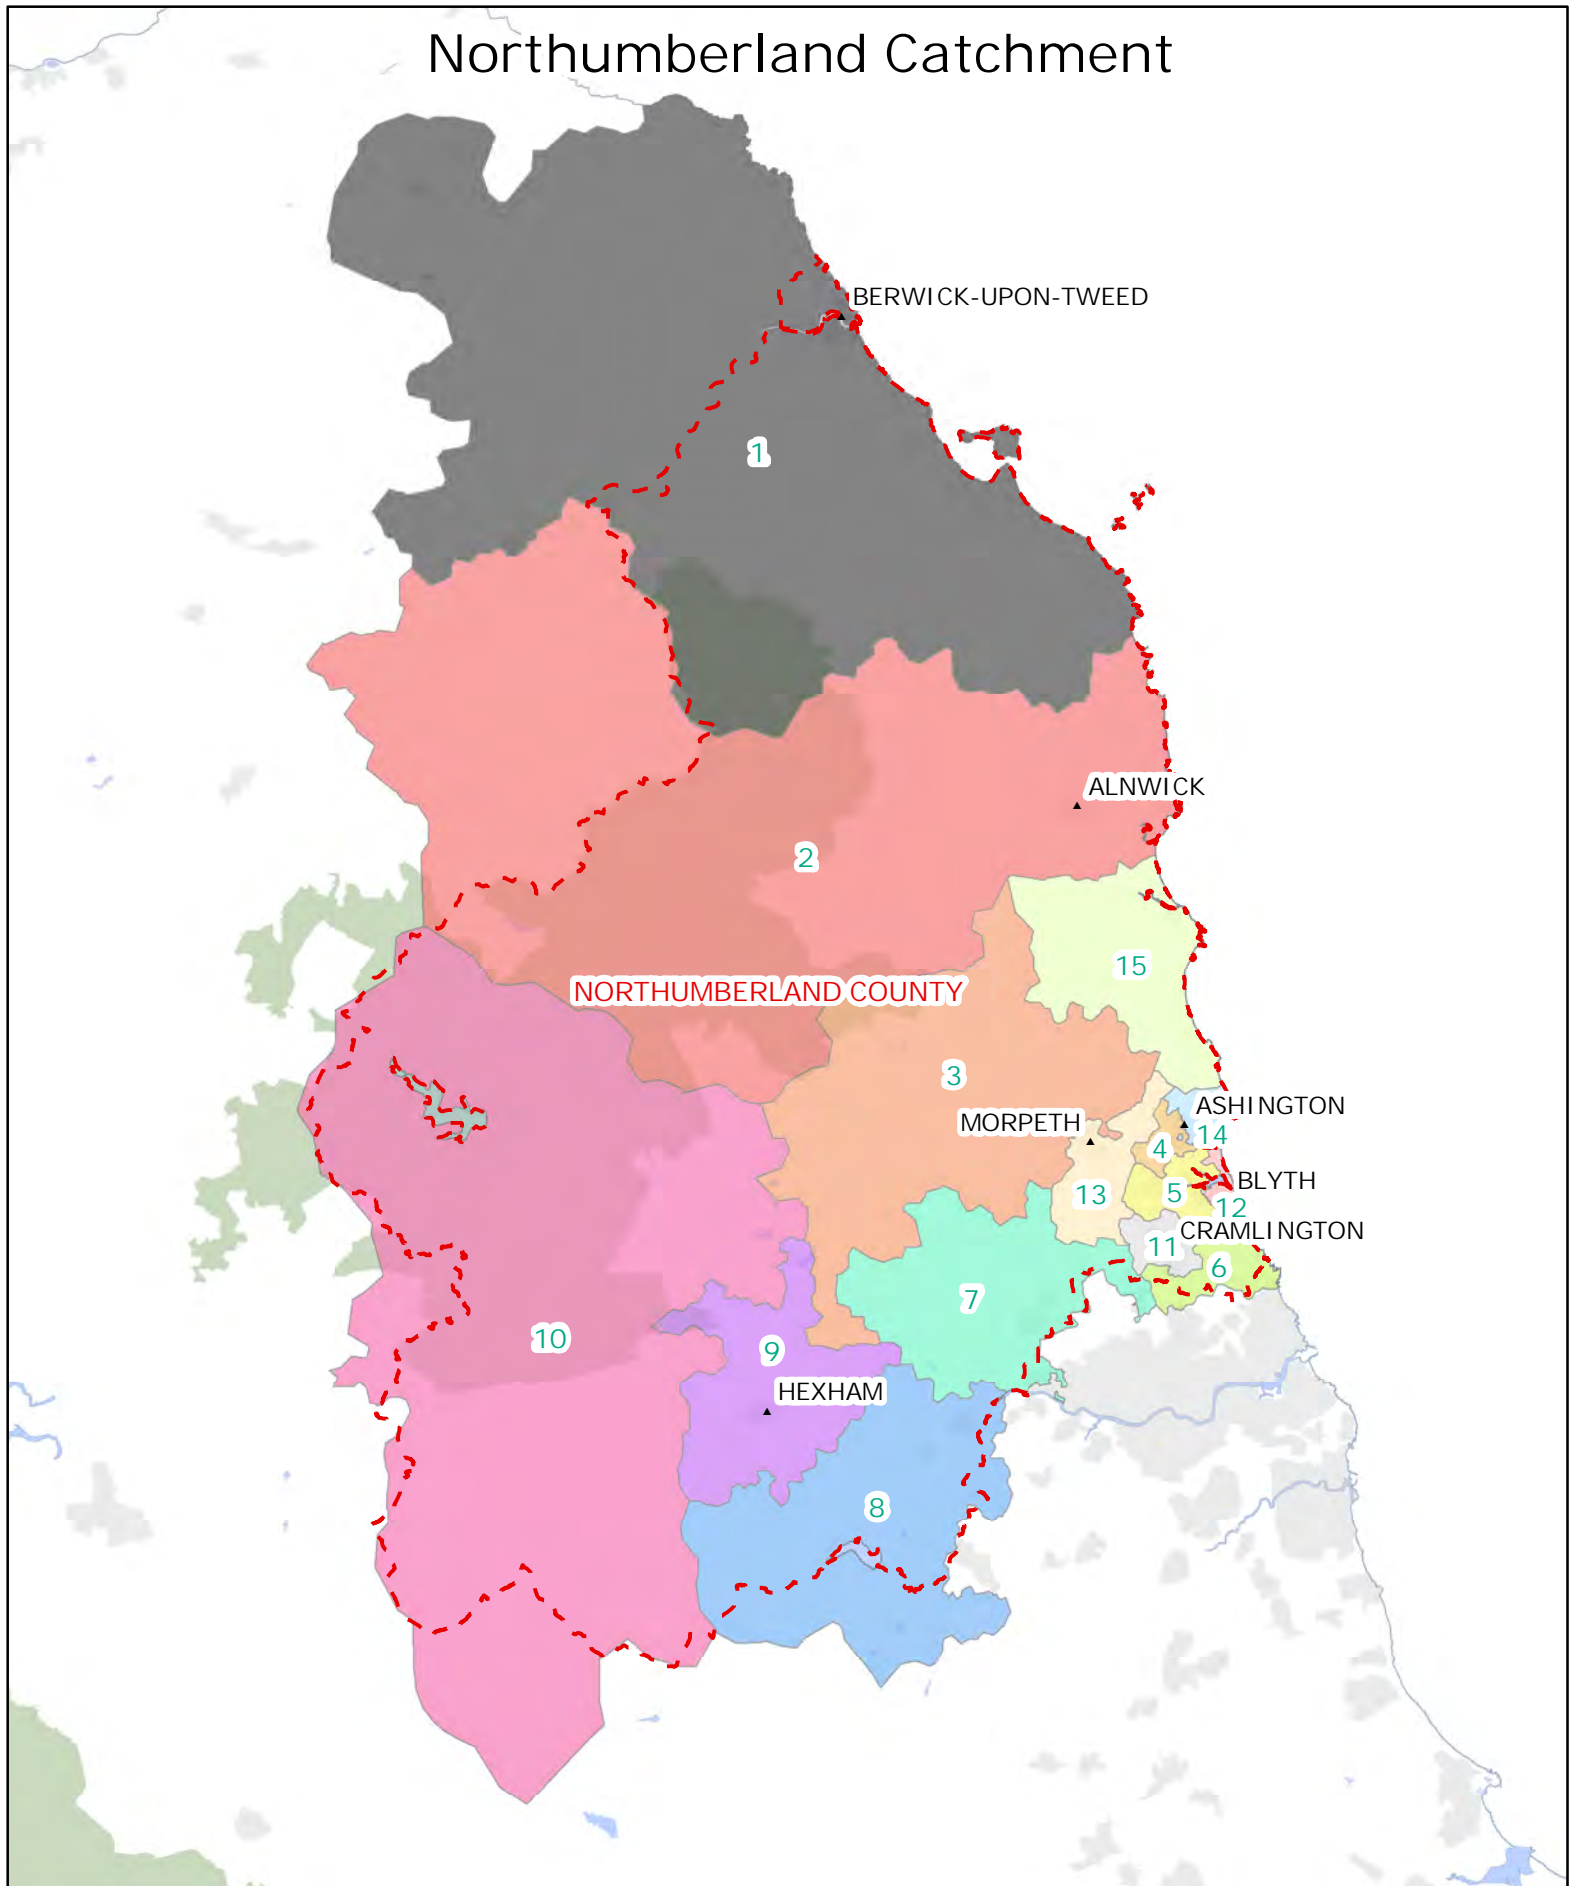 Northumberland Catchment
BERWICK-UPON-TWEED
1
ALNWICK
2
15
NORTHUMBERLAND COUNTY
3
ASHINGTON
MORPETH
14
4
BLYTH
5
13
12
CRAMLINGTON
11
6
7
10
9
HEXHAM
8